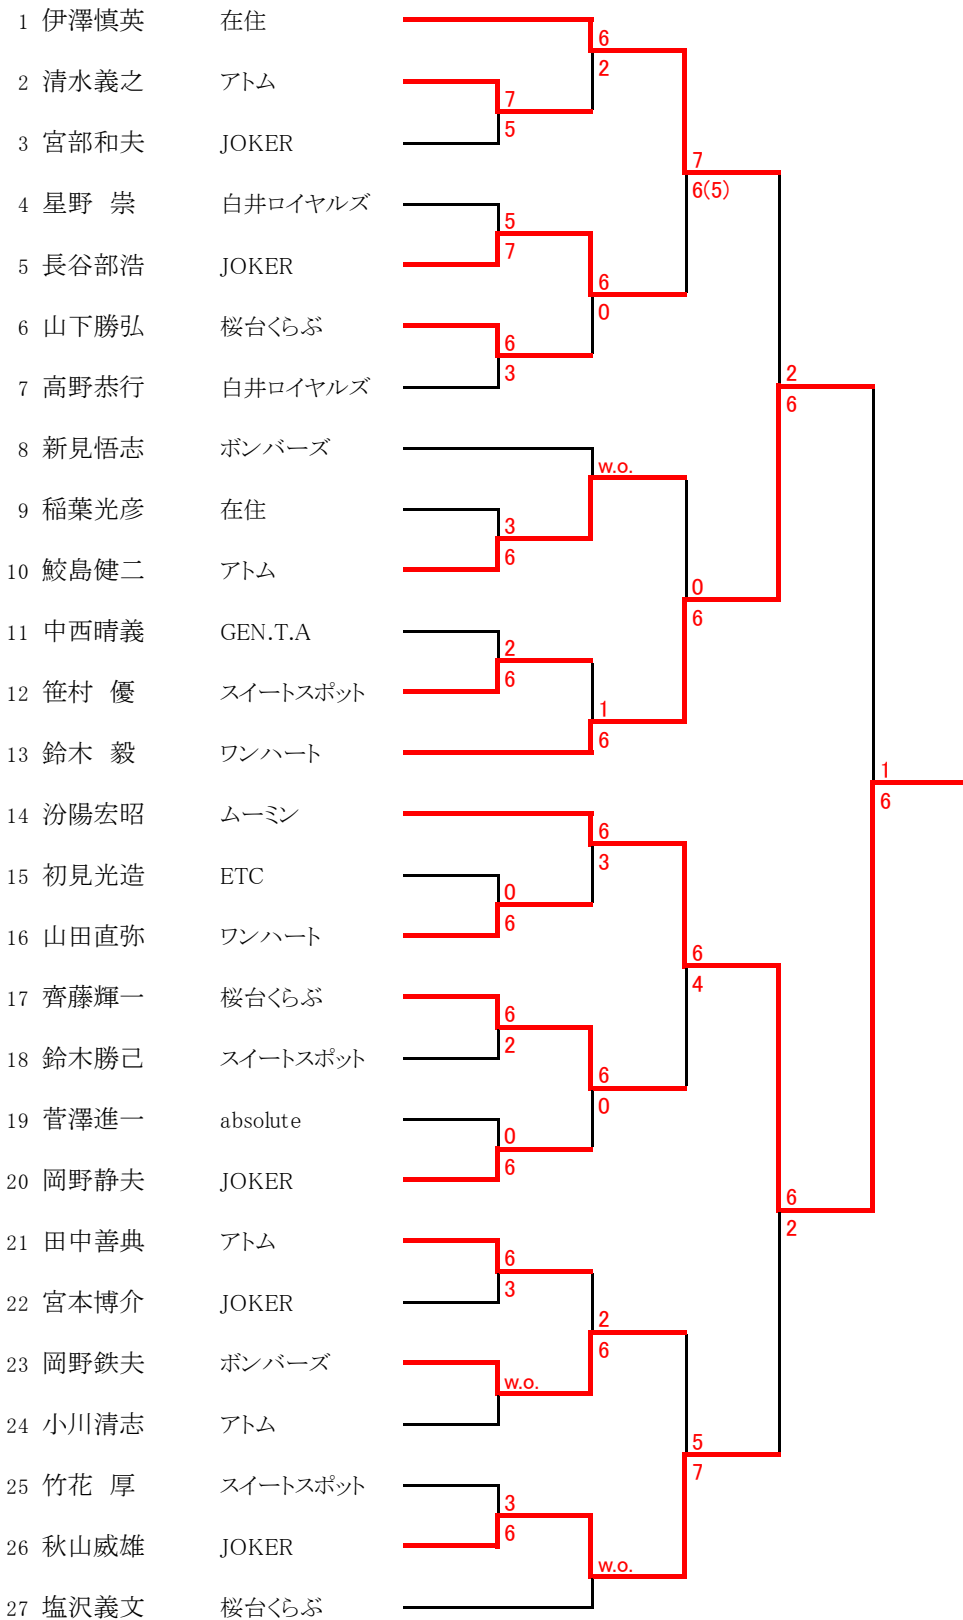 1 伊澤慎英 在住
6
2
2 清水義之 アトム
7
5
3 宮部和夫 JOKER
7
6(5)
4 星野 崇 白井ロイヤルズ
5
7
5 長谷部浩 JOKER
6
0
6 山下勝弘 桜台くらぶ
6
3
7 高野恭行 白井ロイヤルズ
2
6
8 新見悟志 ボンバーズ
w.o.
9 稲葉光彦 在住
3
6
10 鮫島健二 アトム
0
6
11 中西晴義 GEN.T.A
2
6
12 笹村 優 スイートスポット
1
6
13 鈴木 毅 ワンハート
1
6
14 汾陽宏昭 ムーミン
6
3
15 初見光造 ETC
0
6
16 山田直弥 ワンハート
6
4
17 齊藤輝一 桜台くらぶ
6
2
18 鈴木勝己 スイートスポット
6
0
19 菅澤進一 absolute
0
6
20 岡野静夫 JOKER
6
2
21 田中善典 アトム
6
3
22 宮本博介 JOKER
2
6
23 岡野鉄夫 ボンバーズ
w.o.
24 小川清志 アトム
5
7
25 竹花 厚 スイートスポット
3
6
26 秋山威雄 JOKER
w.o.
27 塩沢義文 桜台くらぶ